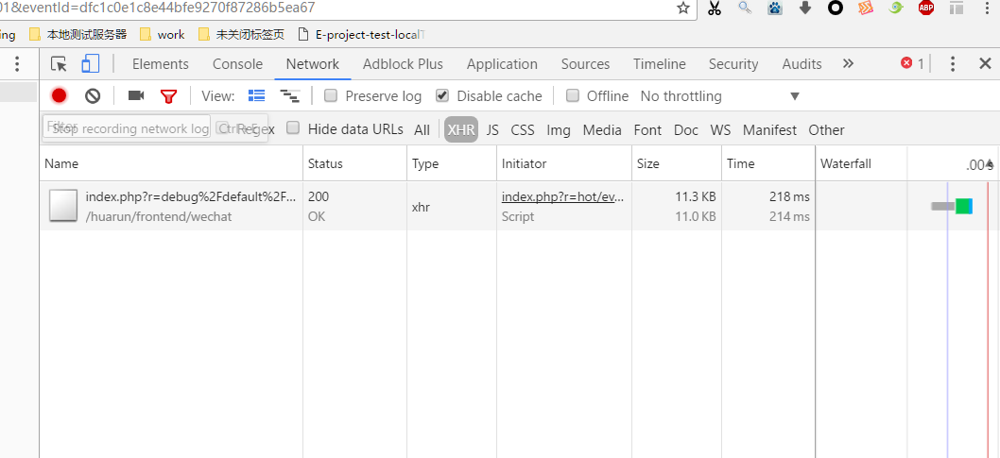 01&eventId=dfc1c0e1c8e44bfe9270f87286b5ea67
ing 本地测试服务器 work 未关闭标签页 E-project-test-local
ABP
Elements Console Network Adblock Plus Application Sources Timeline Security Audits » 1
View: Preserve log Disable cache Offline No throttling
Filter Stop recording network log Ctrl+E Regex Hide data URLs All XHR JS CSS Img Media Font Doc WS Manifest Other
Name Status Type Initiator Size Time Waterfall .00 s
index.php?r=debug%2Fdefault%2F... 200 xhr index.php?r=hot/ev... 11.3 KB 218 ms
/huarun/frontend/wechat OK Script 11.0 KB 214 ms